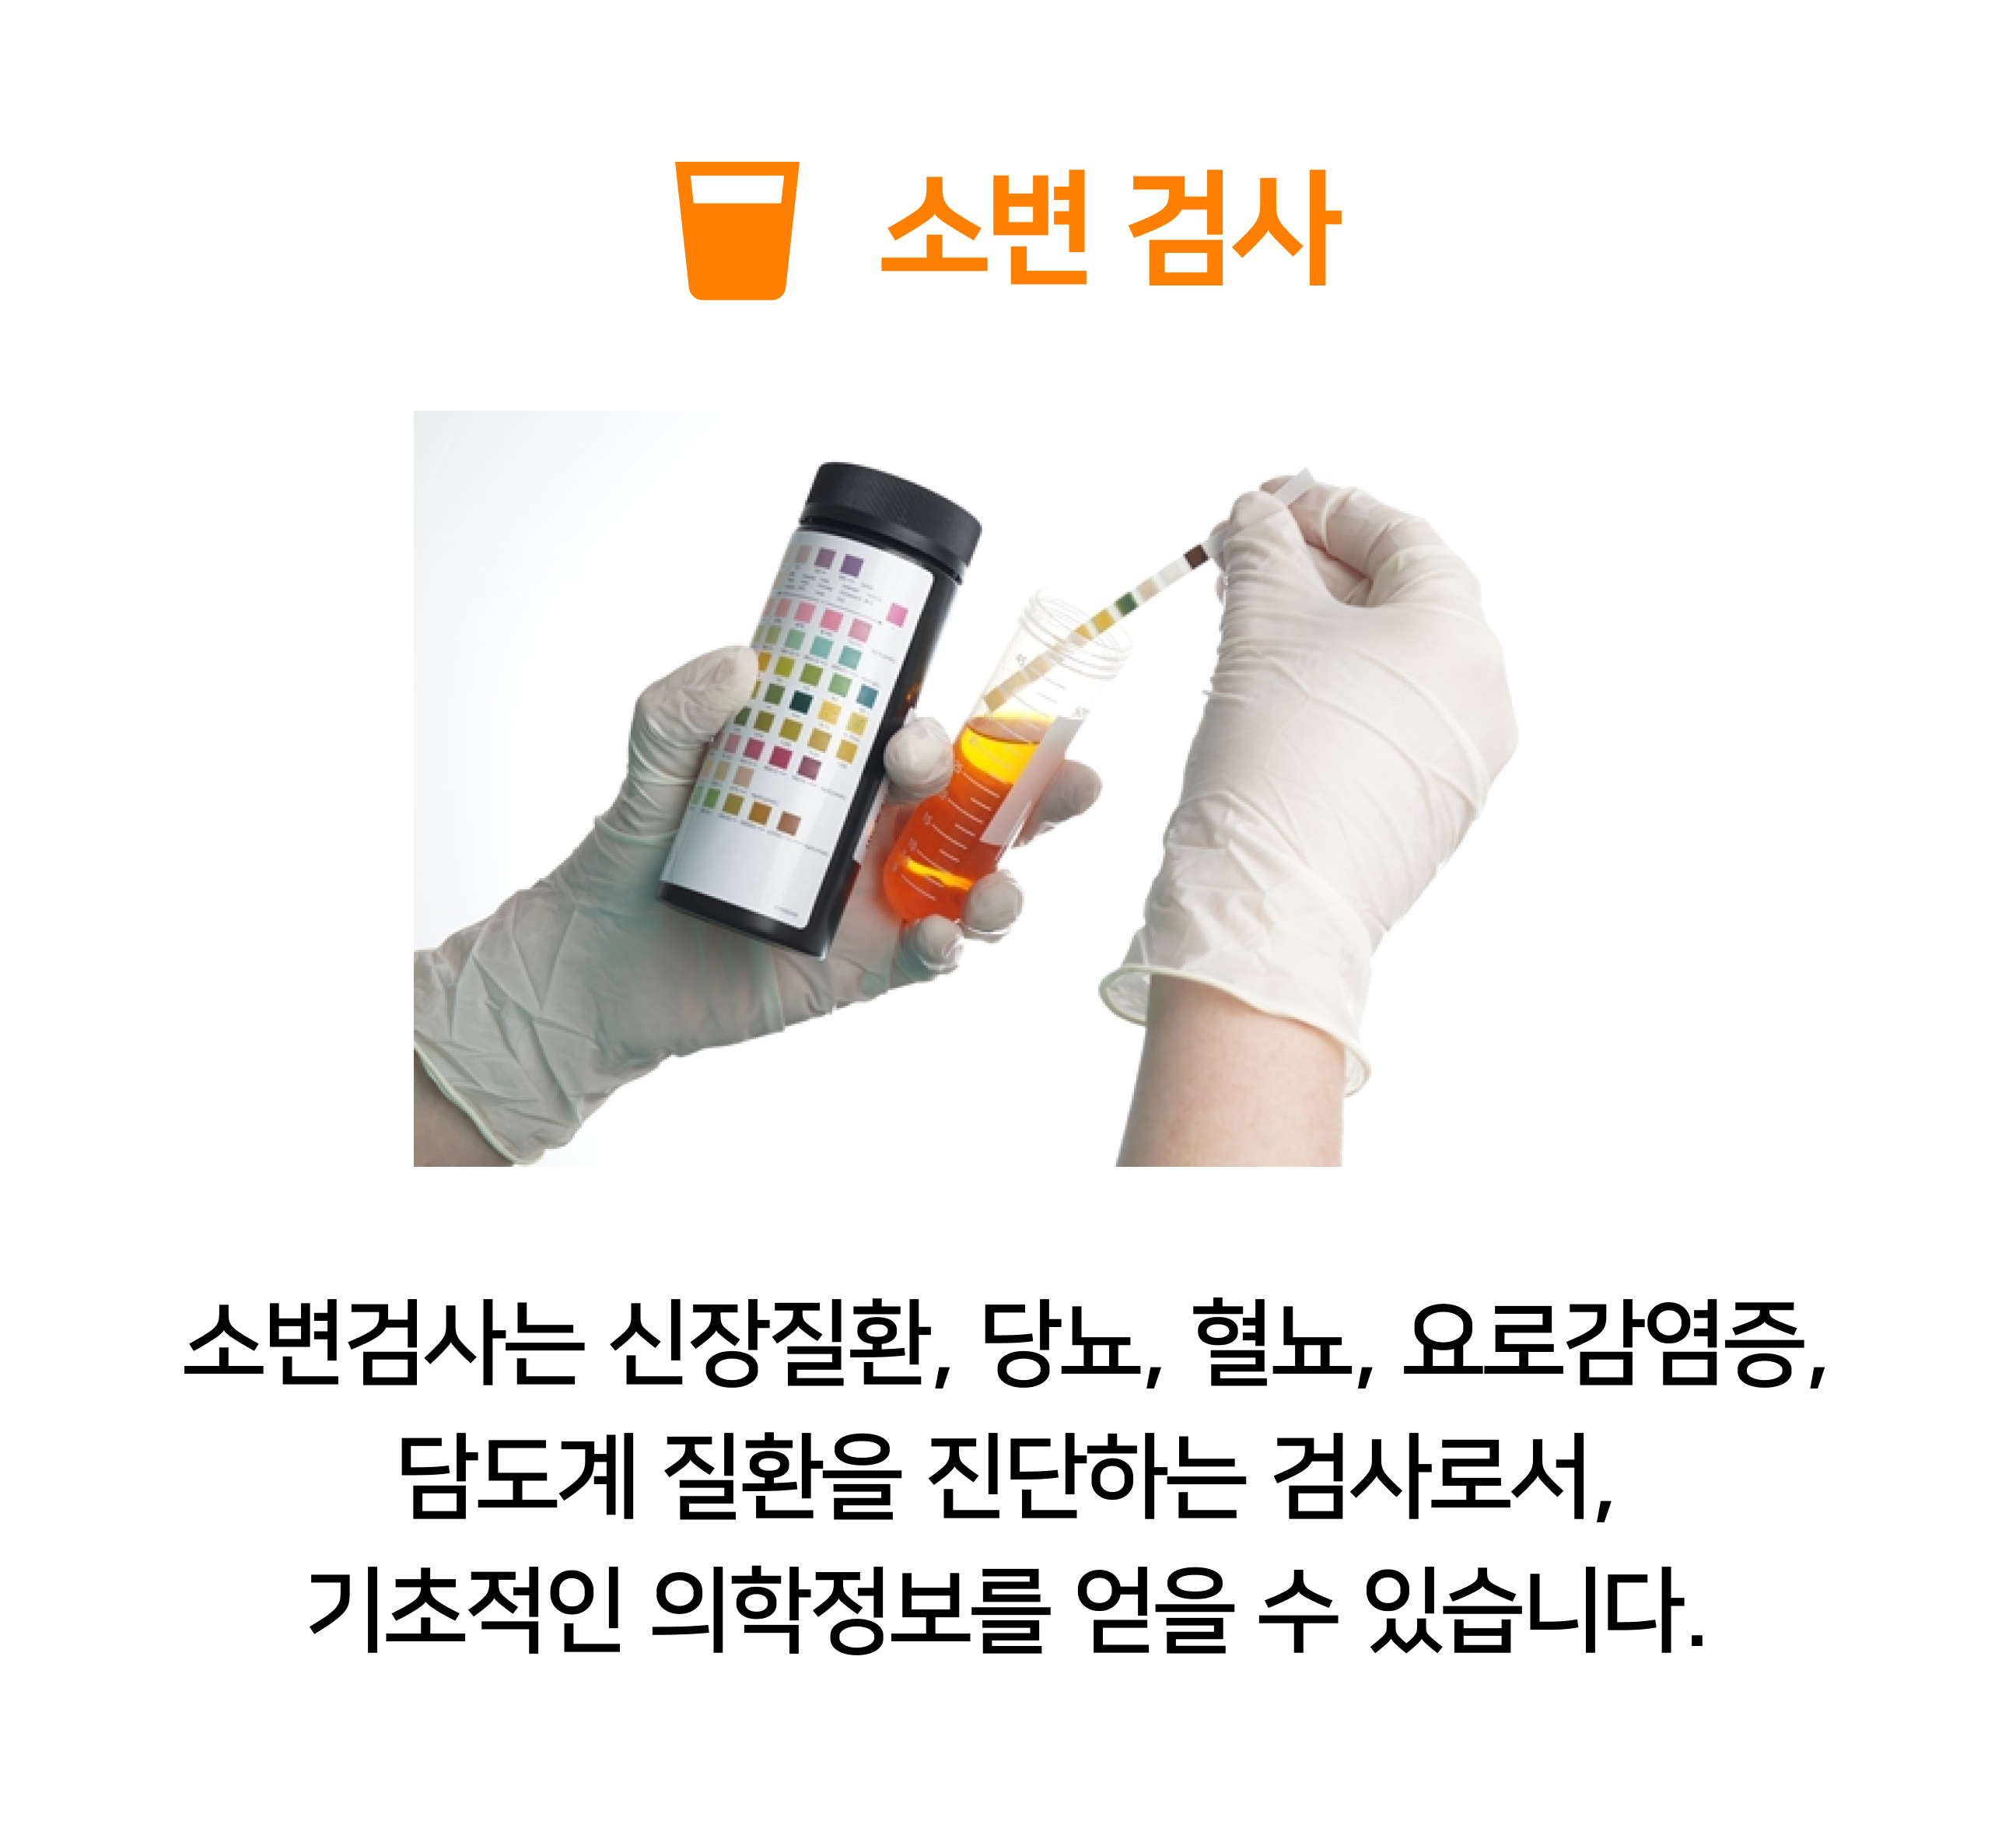 소변 검사
소변검사는 신장질환, 당뇨, 혈뇨, 요로감염증,
담도계 질환을 진단하는 검사로서,
기초적인 의학정보를 얻을 수 있습니다.